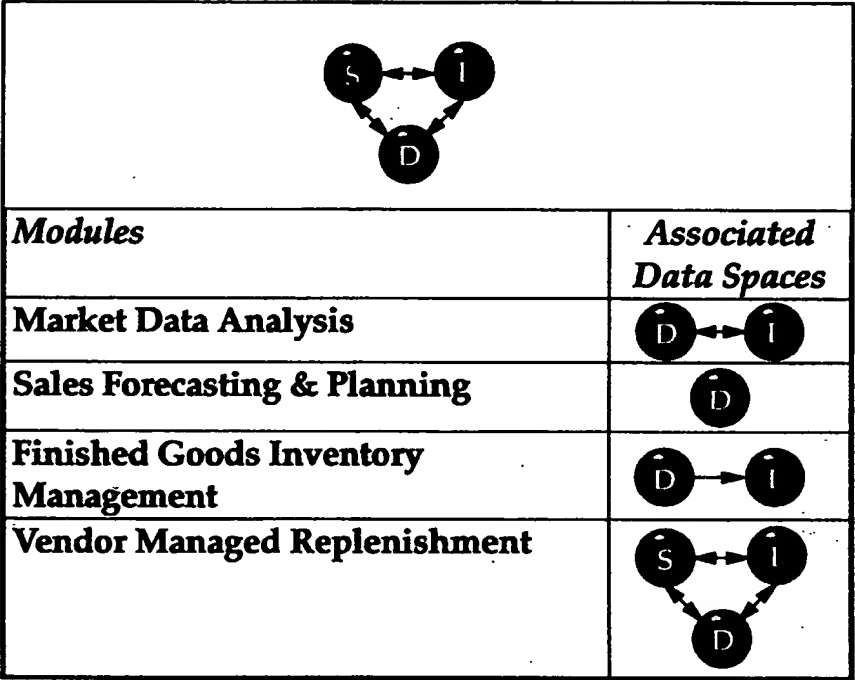 S I
D
Modules
Associated
Data Spaces
Market Data Analysis
D I
Sales Forecasting & Planning
D
Finished Goods Inventory
Management
D I
Vendor Managed Replenishment
S I
D